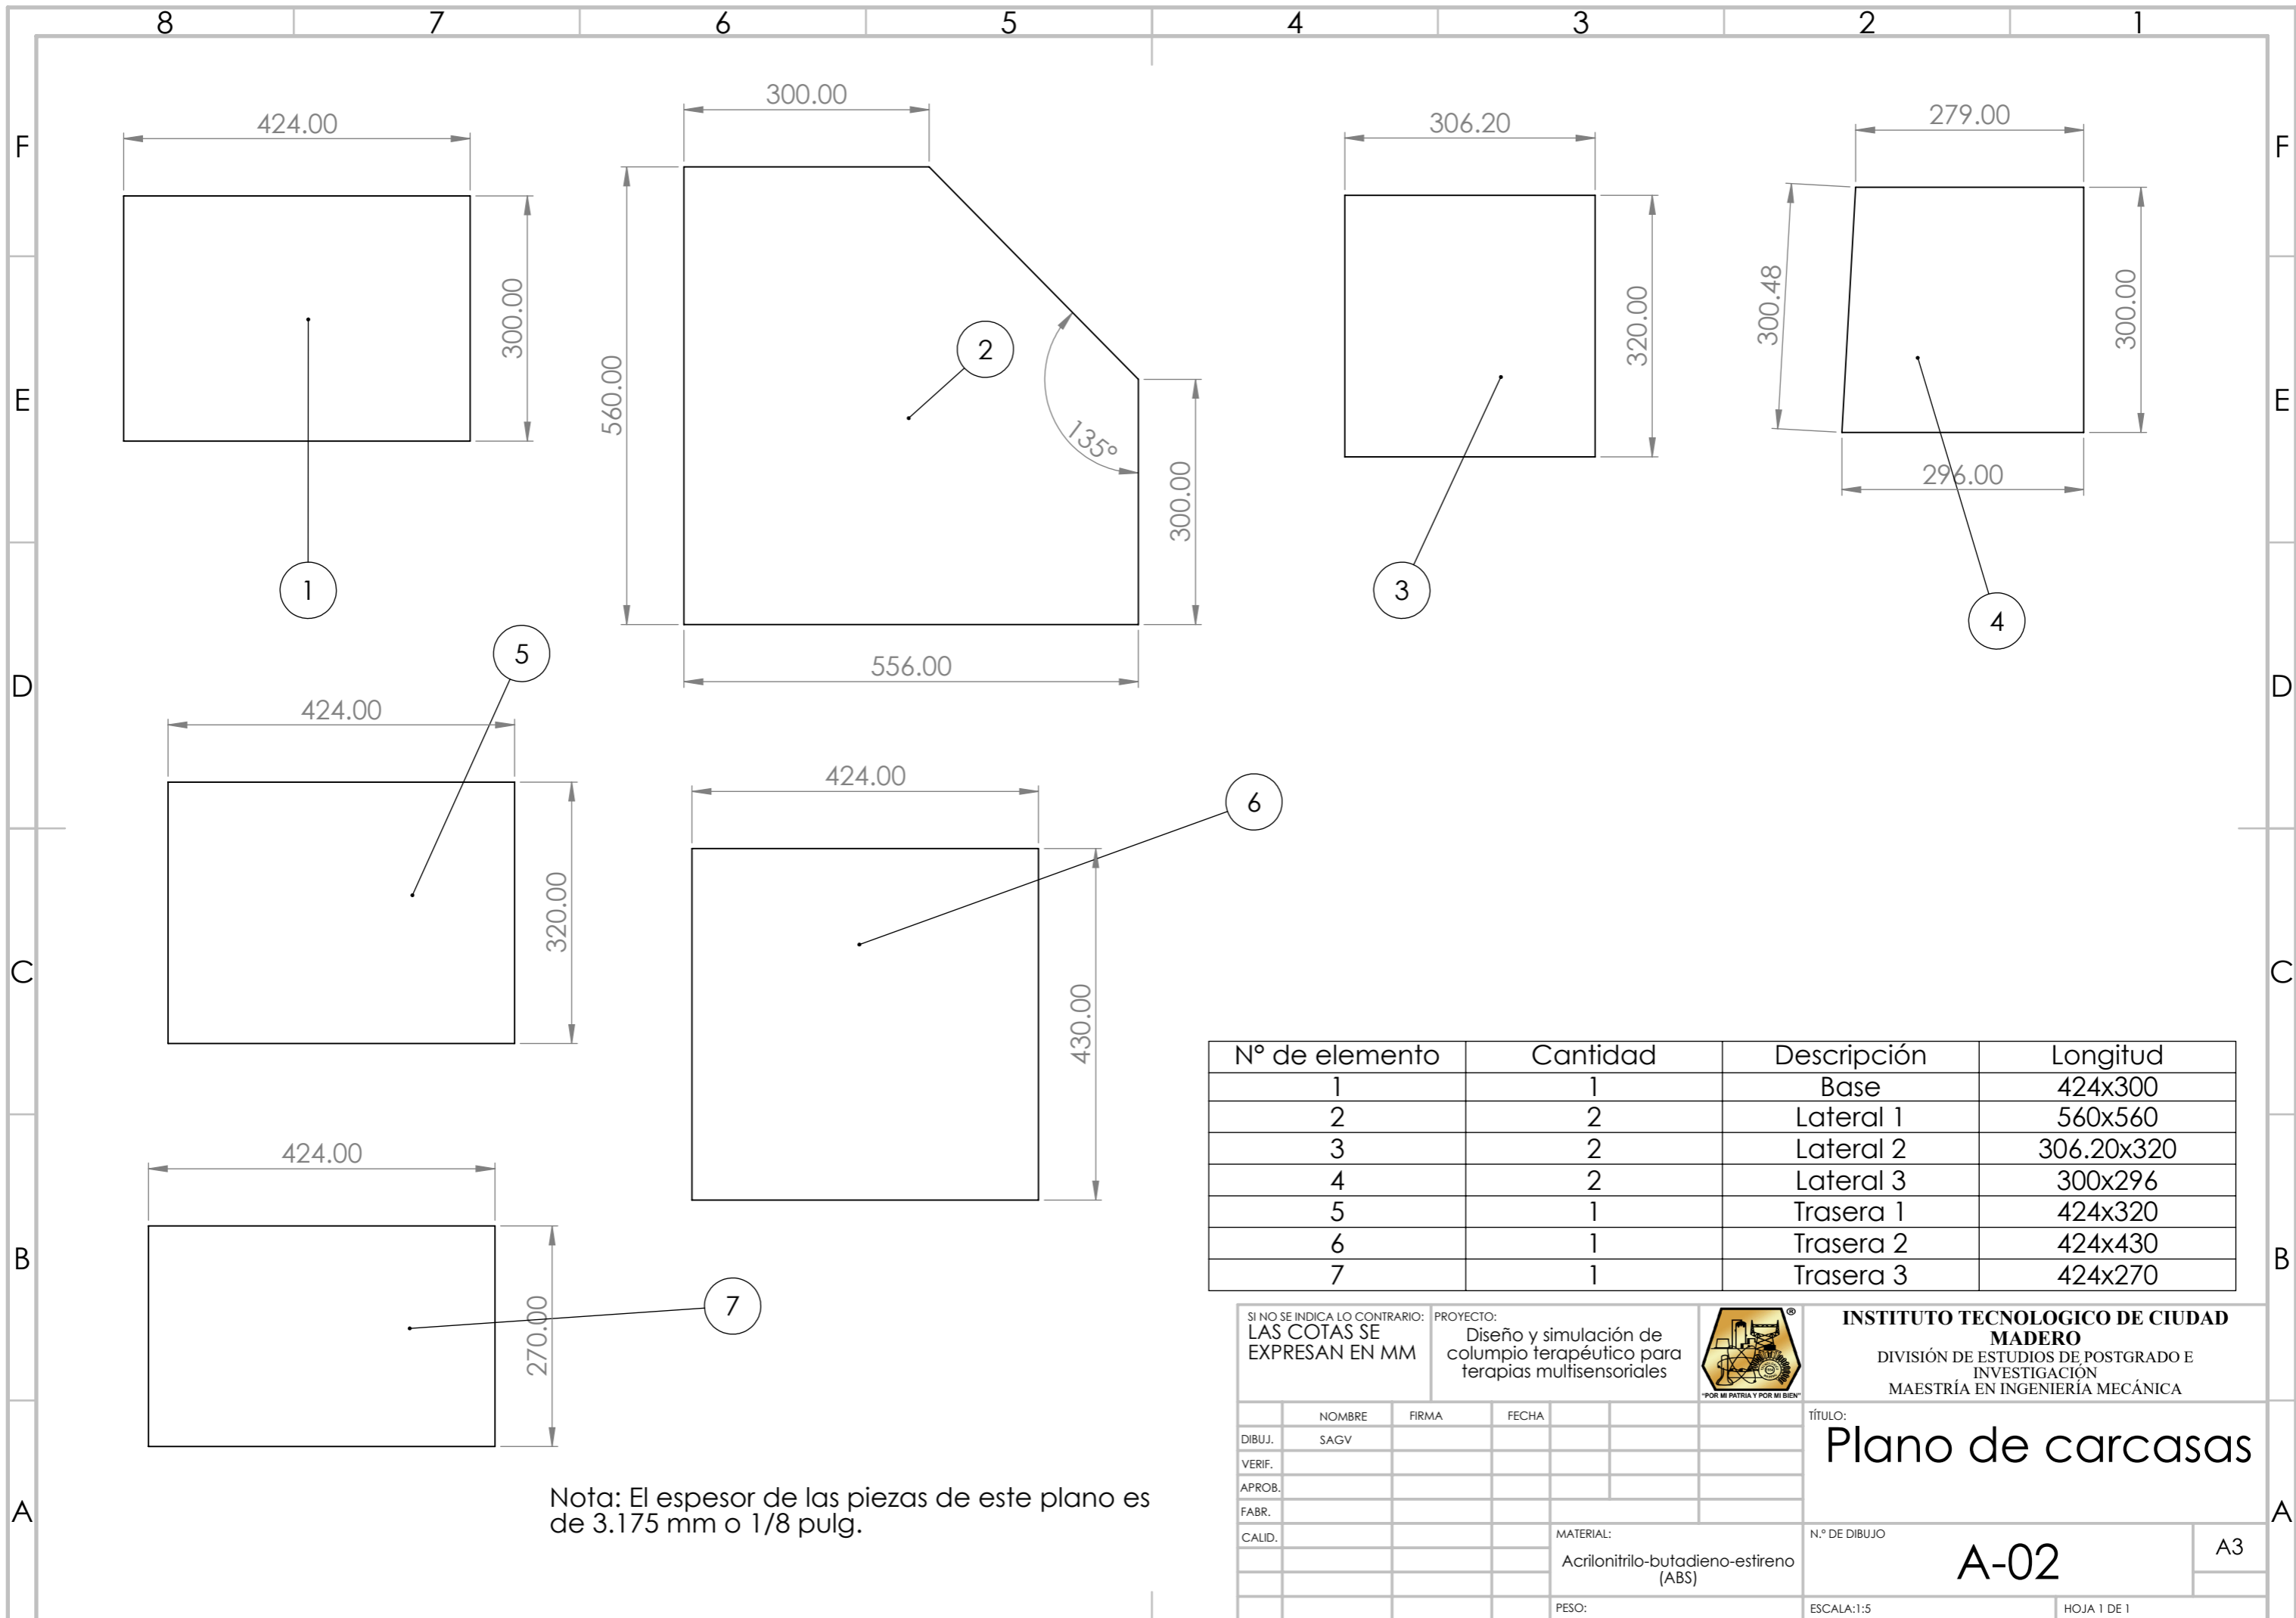 8 7 6 5 4 3 2 1
F F
E E
D D
C C
B B
A A
424.00
300.00
1
300.00
560.00
2
135°
300.00
556.00
306.20
320.00
3
279.00
300.48
300.00
296.00
4
5
424.00
320.00
424.00
430.00
6
424.00
270.00
7
Nota: El espesor de las piezas de este plano es
de 3.175 mm o 1/8 pulg.
Nº de elemento Cantidad Descripción Longitud
1 1 Base 424x300
2 2 Lateral 1 560x560
3 2 Lateral 2 306.20x320
4 2 Lateral 3 300x296
5 1 Trasera 1 424x320
6 1 Trasera 2 424x430
7 1 Trasera 3 424x270
SI NO SE INDICA LO CONTRARIO:
LAS COTAS SE
EXPRESAN EN MM
PROYECTO:
Diseño y simulación de
columpio terapéutico para
terapias multisensoriales
®
"POR MI PATRIA Y POR MI BIEN"
INSTITUTO TECNOLOGICO DE CIUDAD
MADERO
DIVISIÓN DE ESTUDIOS DE POSTGRADO E
INVESTIGACIÓN
MAESTRÍA EN INGENIERÍA MECÁNICA
NOMBRE FIRMA FECHA
DIBUJ. SAGV
VERIF.
APROB.
FABR.
CALID.
TÍTULO:
Plano de carcasas
MATERIAL:
Acrilonitrilo-butadieno-estireno
(ABS)
N.º DE DIBUJO
A-02
A3
PESO:
ESCALA:1:5
HOJA 1 DE 1